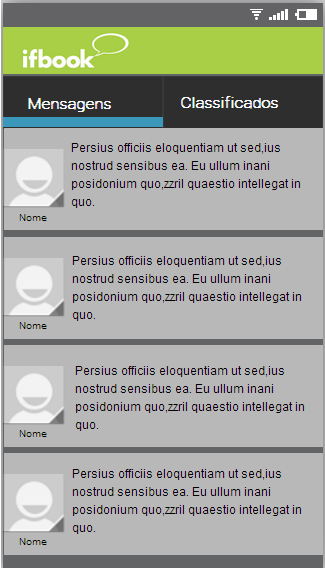 ifbook
Mensagens
Classificados
Persius officiis eloquentiam ut sed,ius
nostrud sensibus ea. Eu ullum inani
posidonium quo,zzril quaestio intellegat in
quo.
Nome
Persius officiis eloquentiam ut sed,ius
nostrud sensibus ea. Eu ullum inani
posidonium quo,zzril quaestio intellegat in
quo.
Nome
Persius officiis eloquentiam ut sed,ius
nostrud sensibus ea. Eu ullum inani
posidonium quo,zzril quaestio intellegat in
quo.
Nome
Persius officiis eloquentiam ut sed,ius
nostrud sensibus ea. Eu ullum inani
posidonium quo,zzril quaestio intellegat in
quo.
Nome